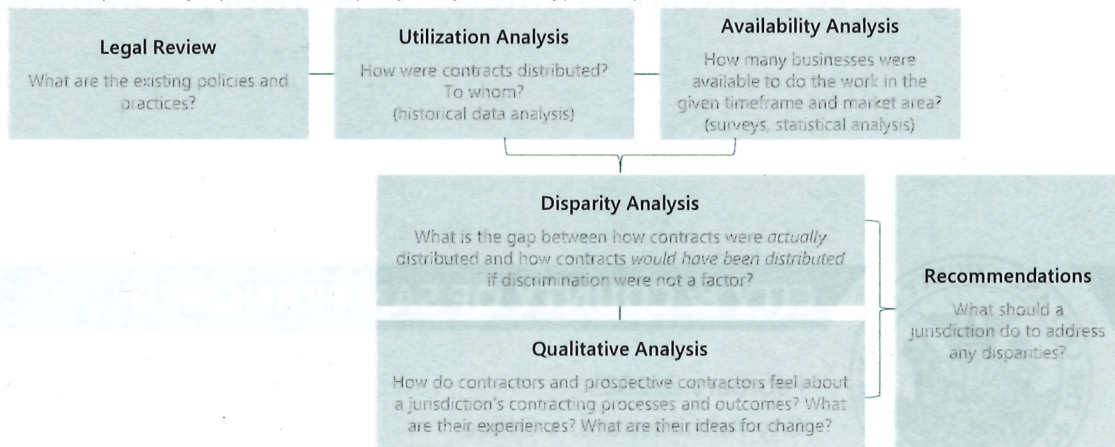 Legal Review
What are the existing policies and
practices?
Utilization Analysis
How were contracts distributed?
To whom?
(historical data analysis)
Availability Analysis
How many businesses were
available to do the work in the
given timeframe and market area?
(surveys, statistical analysis)
Disparity Analysis
What is the gap between how contracts were actually
distributed and how contracts would have been distributed
if discrimination were not a factor?
Qualitative Analysis
How do contractors and prospective contractors feel about
a jurisdiction's contracting processes and outcomes? What
are their experiences? What are their ideas for change?
Recommendations
What should a
jurisdiction do to address
any disparities?